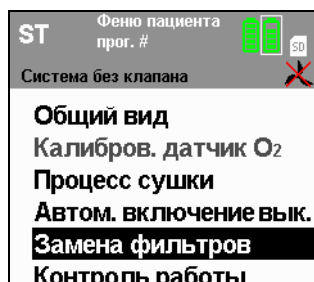 ST
Феню пациента
прог. #
SD
Система без клапана
Общий вид
Калибров. датчик O2
Процесс сушки
Автом. включение вык.
Замена фильтров
Контроль работы